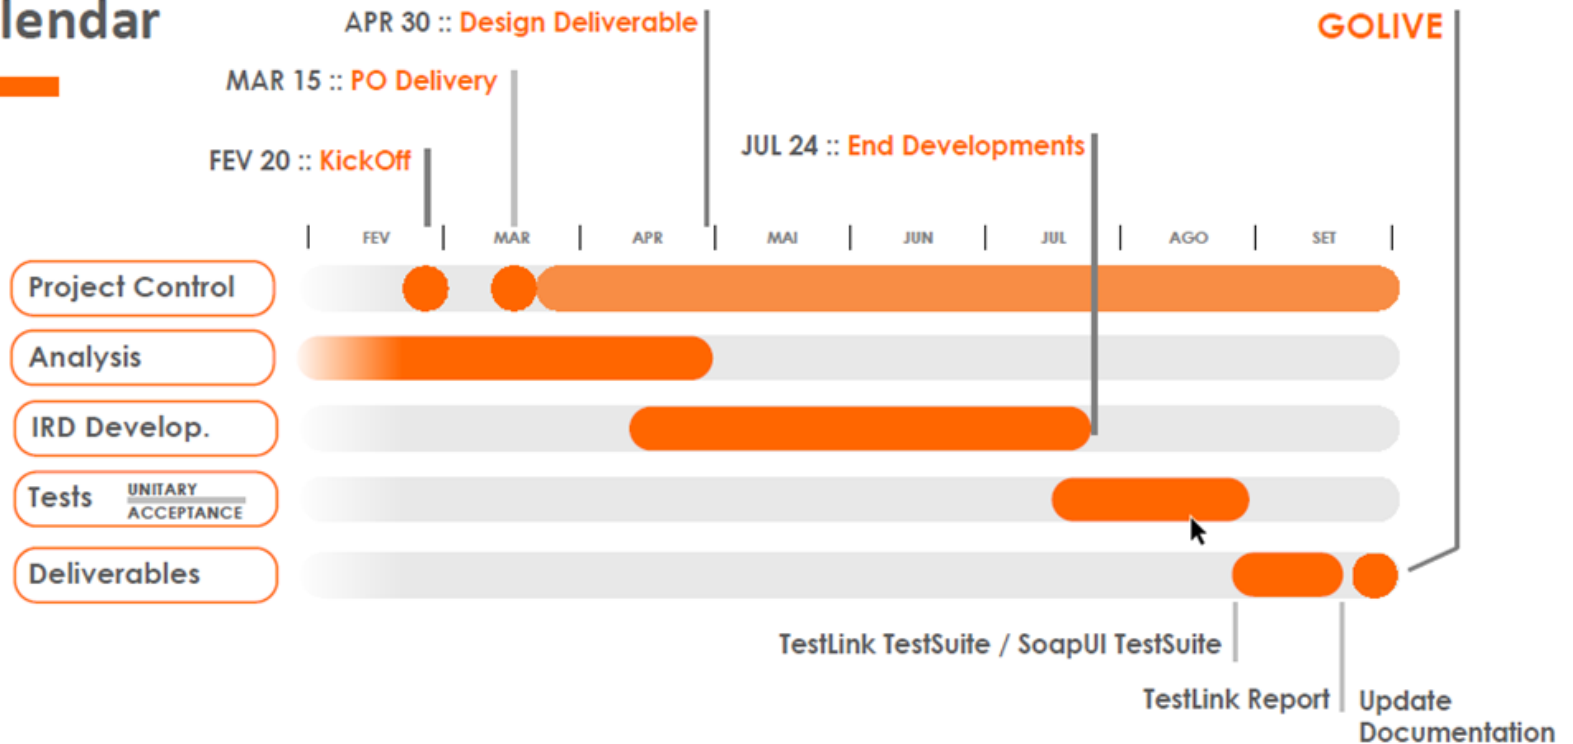 lendar
APR 30 :: Design Deliverable
GOLIVE
MAR 15 :: PO Delivery
JUL 24 :: End Developments
FEV 20 :: KickOff
FEV MAR APR MAI JUN JUL AGO SET
Project Control
Analysis
IRD Develop.
Tests UNITARY
ACCEPTANCE
Deliverables
TestLink TestSuite / SoapUI TestSuite
TestLink Report
Update
Documentation